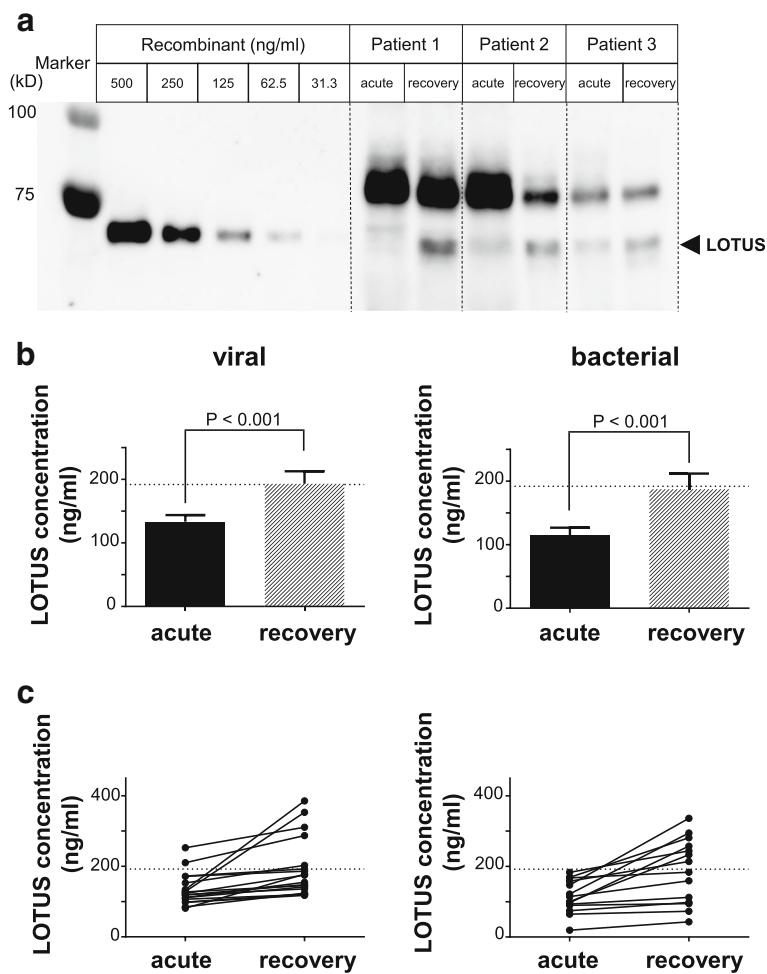 a
Recombinant (ng/ml) Patient 1 Patient 2 Patient 3
Marker
(kD) 500 250 125 62.5 31.3 acute recovery acute recovery acute recovery
100
75
LOTUS
b
viral
P < 0.001
LOTUS concentration
(ng/ml)
200
100
0
acute recovery
bacterial
P < 0.001
LOTUS concentration
(ng/ml)
200
100
0
acute recovery
c
LOTUS concentration
(ng/ml)
400
200
0
acute recovery
LOTUS concentration
(ng/ml)
400
200
0
acute recovery